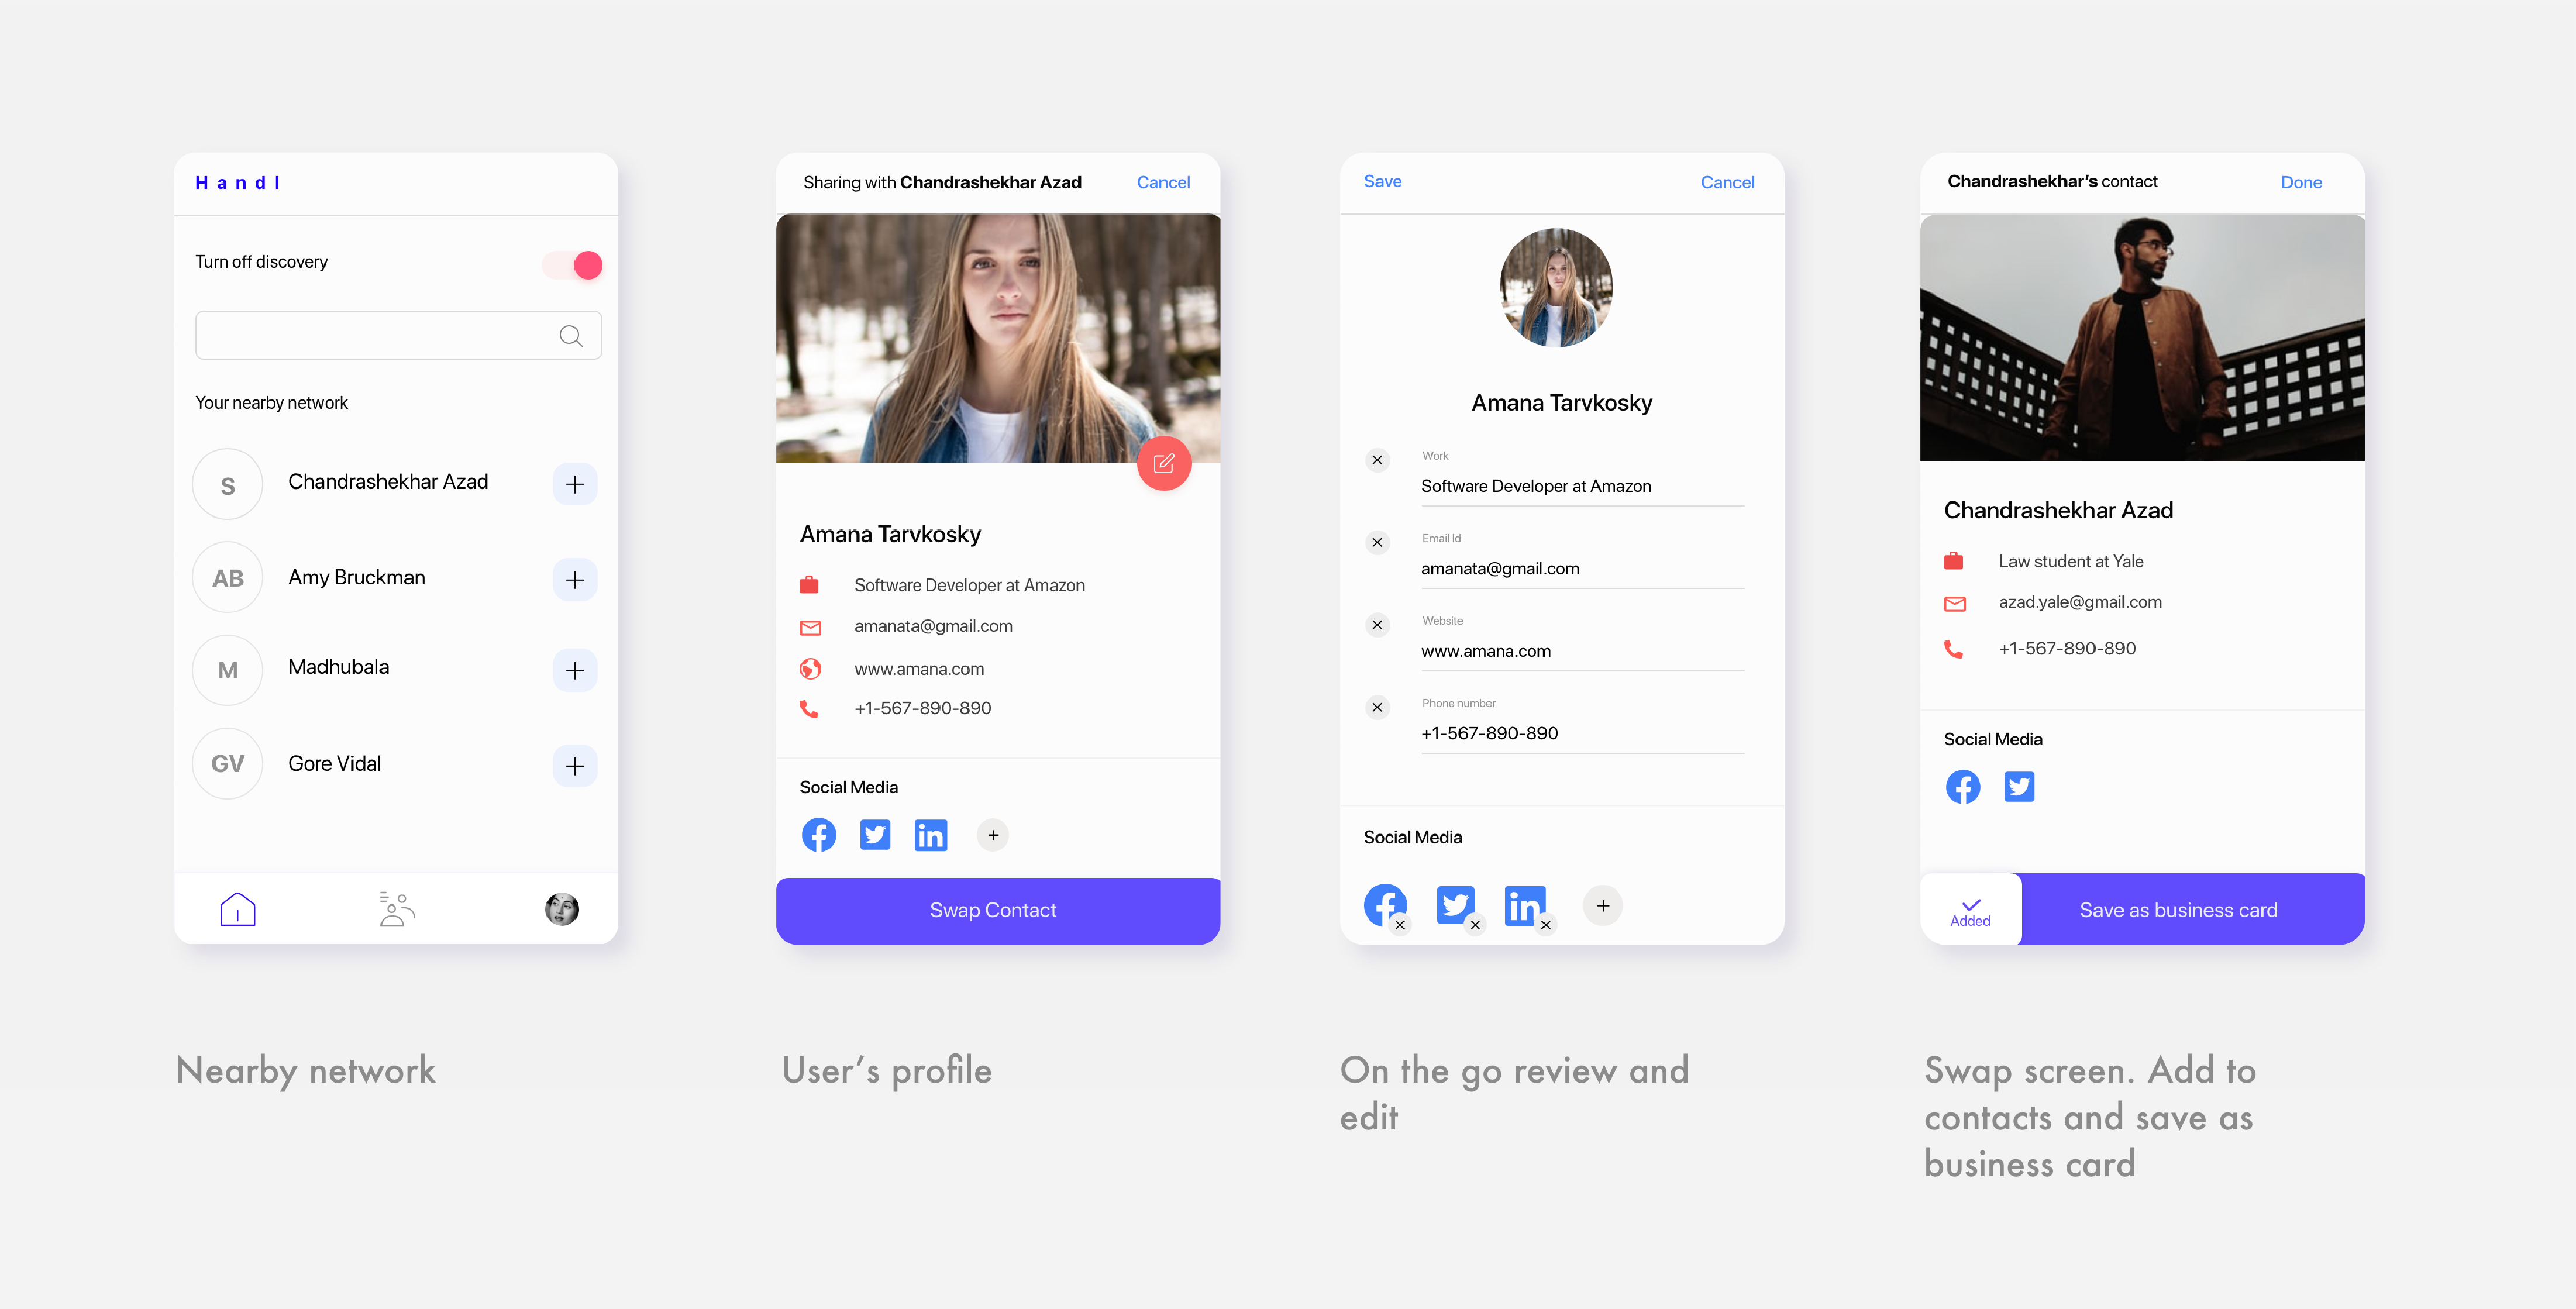 Handl
Turn off discovery
Your nearby network
S
Chandrashekhar Azad
AB
Amy Bruckman
M
Madhubala
GV
Gore Vidal
Nearby network
Sharing with Chandrashekhar Azad
Cancel
Amana Tarvkosky
Software Developer at Amazon
amanata@gmail.com
www.amana.com
+1-567-890-890
Social Media
Swap Contact
User’s profile
Save
Cancel
Amana Tarvkosky
Work
Software Developer at Amazon
Email Id
amanata@gmail.com
Website
www.amana.com
Phone number
+1-567-890-890
Social Media
On the go review and
edit
Chandrashekhar’s contact
Done
Chandrashekhar Azad
Law student at Yale
azad.yale@gmail.com
+1-567-890-890
Social Media
Added
Save as business card
Swap screen. Add to
contacts and save as
business card